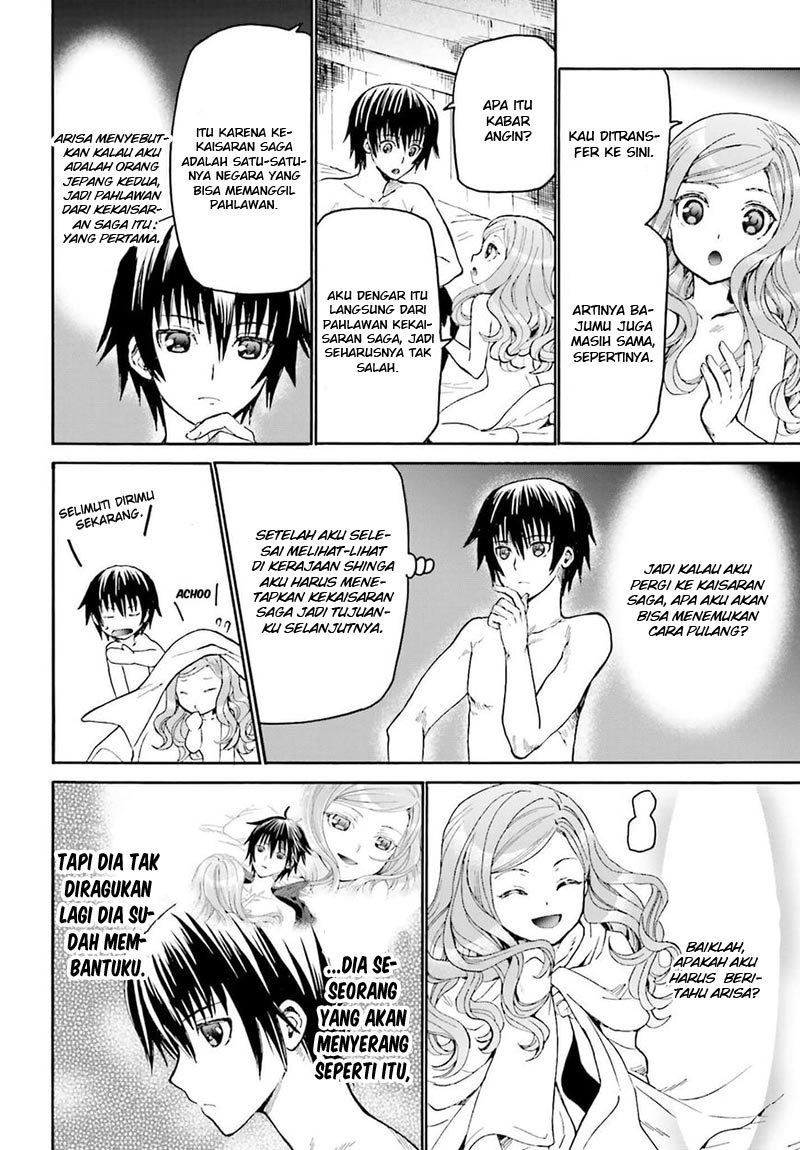 KAU DITRANS-
FER KE SINI.
ARTINYA BA-
JUMU JUGA
MASIH SAMA,
SEPERTINYA.
APA ITU
KABAR
ANGIN?
AKU DENGAR ITU
LANGSUNG DARI
PAHLAWAN KEKAI-
SARAN SAGA, JADI
SEHARUSNYA TAK
SALAH.
ITU KARENA KE-
KAISARAN SAGA
ADALAH SATU-SATU-
NYA NEGARA YANG
BISA MEMANGGIL
PAHLAWAN.
ARISA MENYEBUT-
KAN KALAU AKU
ADALAH ORANG
JEPANG KEDUA,
JADI PAHLAWAN
DARI KEKAISAR-
AN SAGA ITU :
YANG PERTAMA.
JADI KALAU AKU
PERGI KE KAISARAN
SAGA, APA AKU AKAN
BISA MENEMUKAN
CARA PULANG?
SETELAH AKU SELE-
SAI MELIHAT-LIHAT
DI KERAJAAN SHINGA
AKU HARUS MENE-
TAPKAN KEKAISARAN
SAGA JADI TUJUAN-
KU SELANJUTNYA.
ACHOO
SELIMUTI DIRIMU
SEKARANG.
BAIKLAH,
APAKAH AKU
HARUS BERI-
TAHU ARISA?
...DIA SE-
SEORANG
YANG AKAN
MENYERANG
SEPERTI ITU,
TAPI DIA TAK
DIRAGUKAN
LAGI DIA SU-
DAH MEM-
BANTUKU.